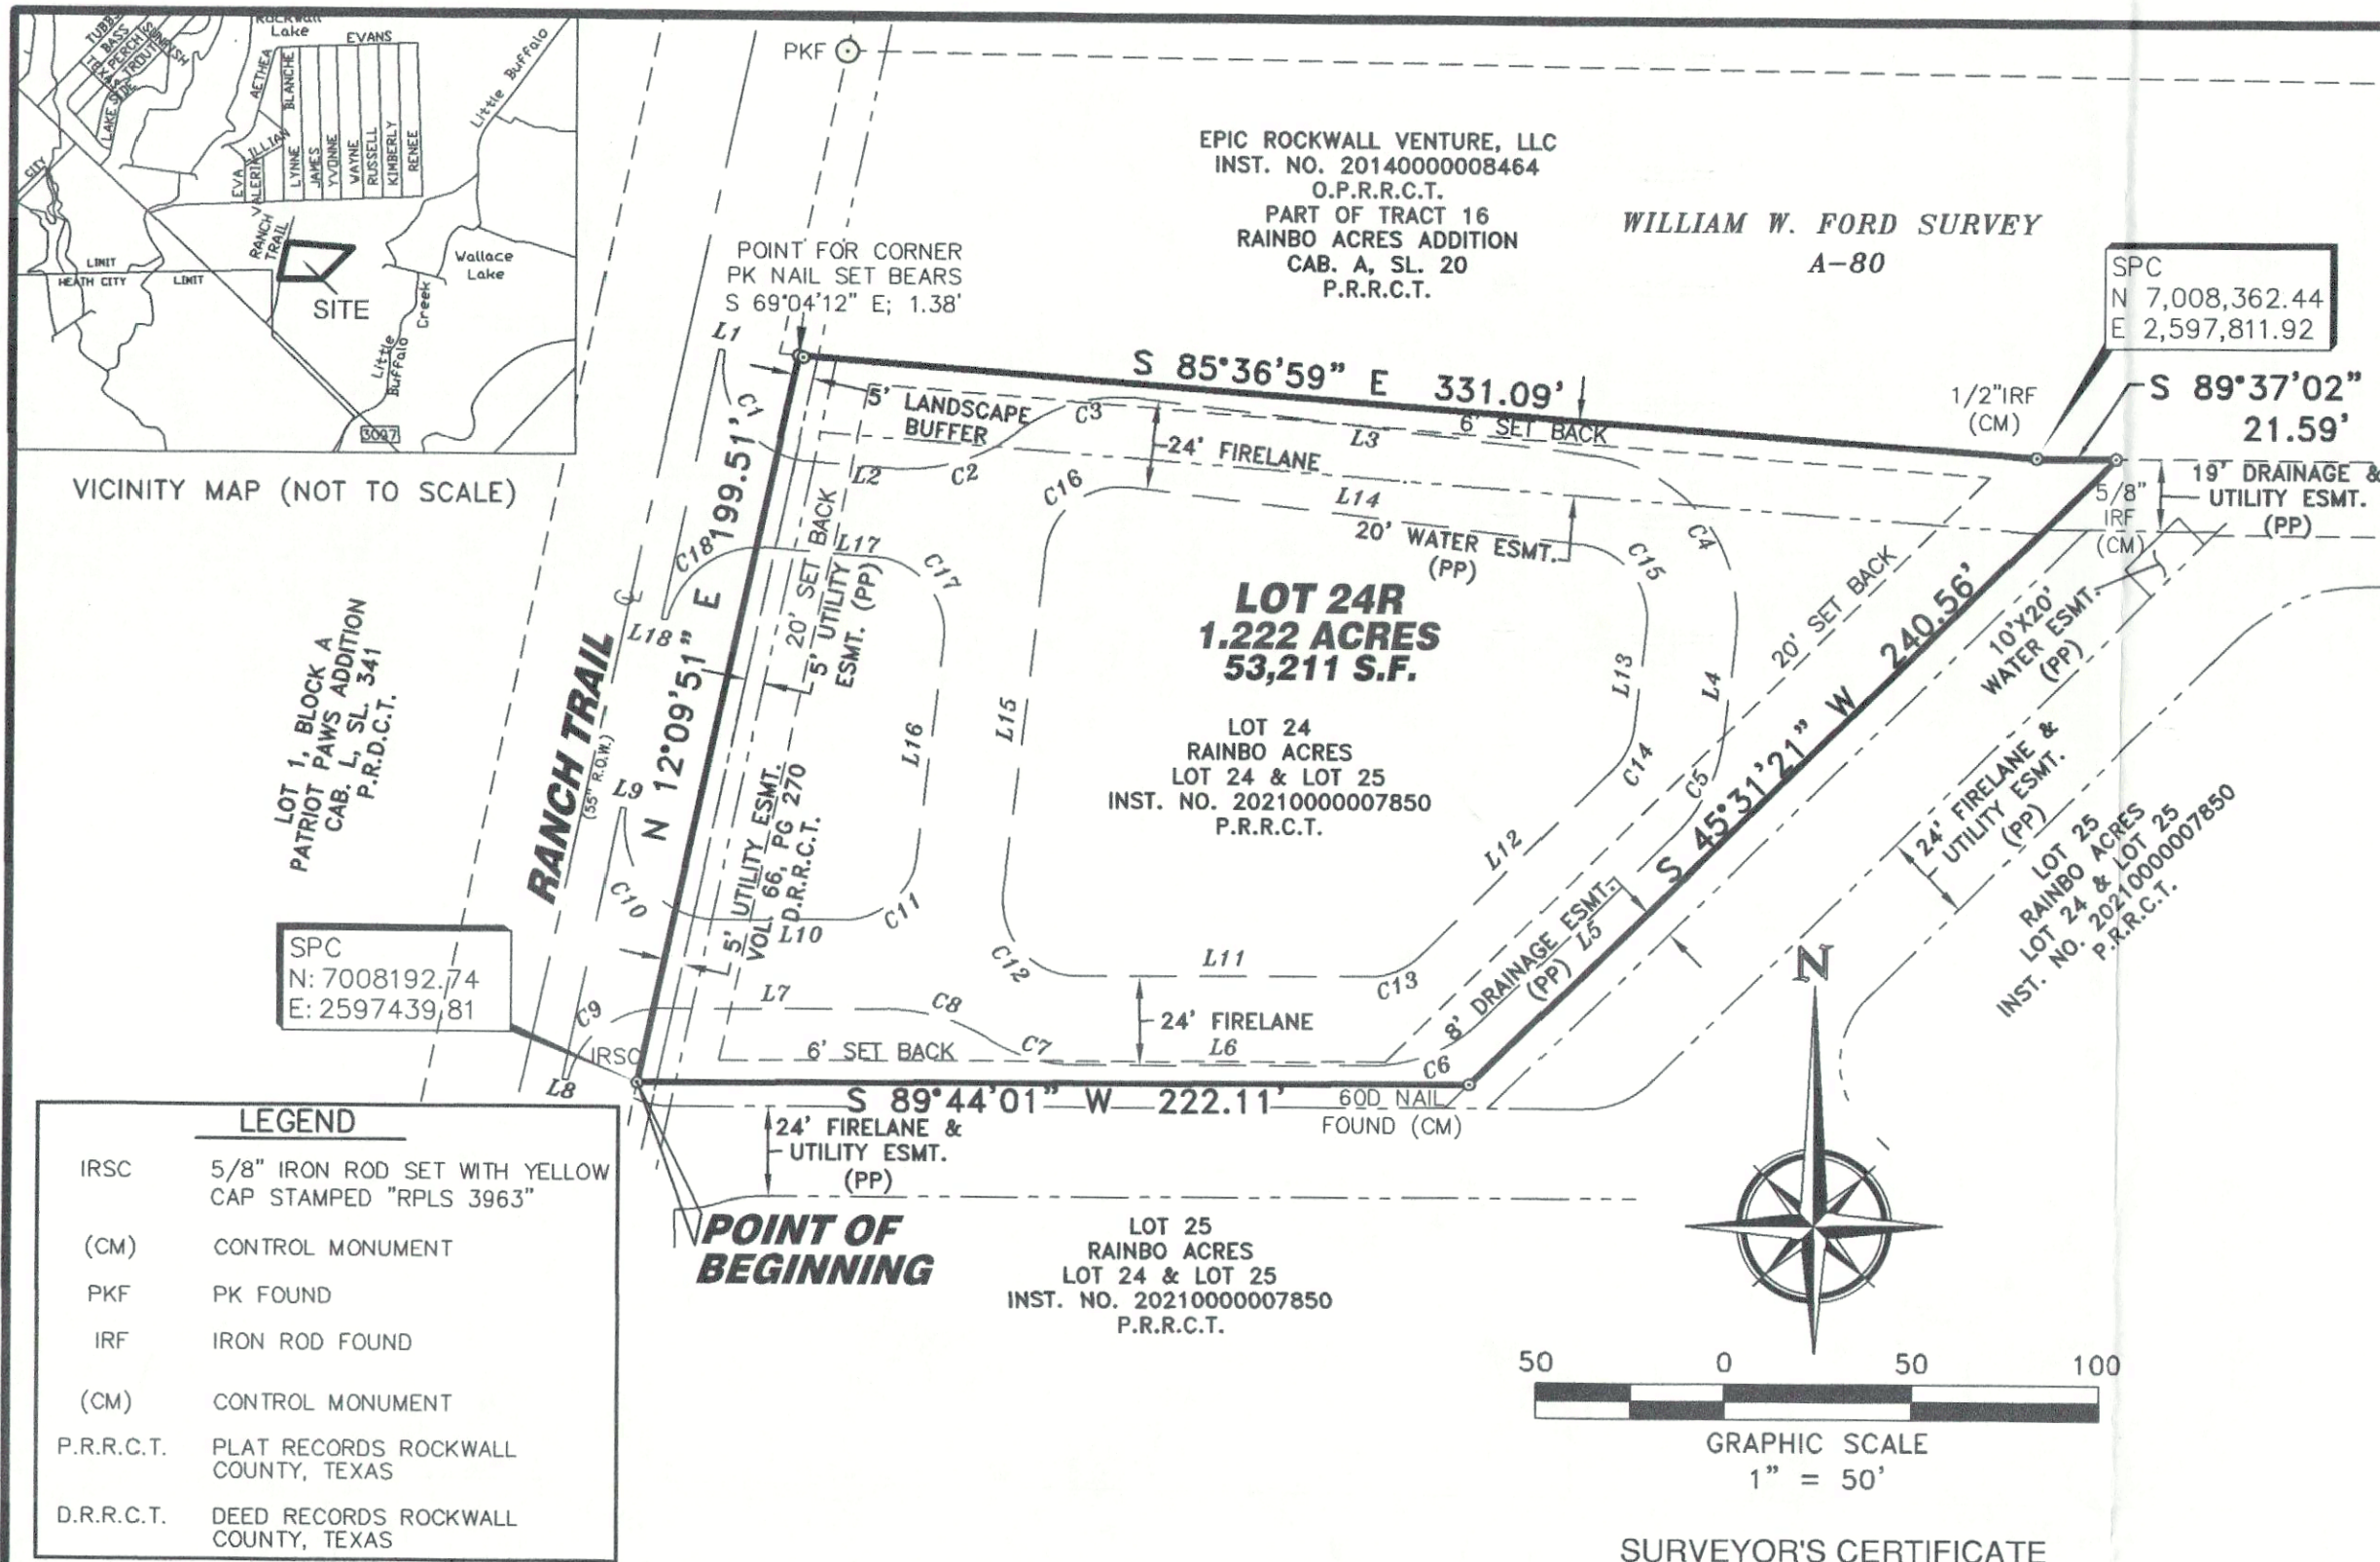 Rockwall
Lake
EVANS
TUBBS
BASS
PERCH
SUNFISH
TROUT
LAKE SIDE
AETHEA
BLANCHE
Little Buffalo
CITY
EVA
VALERIA
LILLIAN
LYNNE
JAMES
YVONNE
WAYNE
RUSSELL
KIMBERLY
RENEE
RANCH
TRAIL
LIMIT
HEATH CITY
LIMIT
SITE
Little
Buffalo
Creek
Wallace
Lake
3097
VICINITY MAP (NOT TO SCALE)
PKF
EPIC ROCKWALL VENTURE, LLC
INST. NO. 20140000008464
O.P.R.R.C.T.
PART OF TRACT 16
RAINBO ACRES ADDITION
CAB. A, SL. 20
P.R.R.C.T.
WILLIAM W. FORD SURVEY
A-80
POINT FOR CORNER
PK NAIL SET BEARS
S 69°04'12" E; 1.38'
SPC
N 7,008,362.44
E 2,597,811.92
L1
C1
S 85°36'59" E 331.09'
1/2"IRF
(CM)
S 89°37'02"
21.59'
5' LANDSCAPE
BUFFER
C3
L3
6' SET BACK
24' FIRELANE
L2
C2
C16
L14
20' WATER ESMT.
(PP)
C4
C15
5/8"
IRF
(CM)
19' DRAINAGE &
UTILITY ESMT.
(PP)
N 12°09'51" E 199.51'
C18
L18
L17
C17
20' SET BACK
5' UTILITY
ESMT. (PP)
LOT 24R
1.222 ACRES
53,211 S.F.
LOT 24
RAINBO ACRES
LOT 24 & LOT 25
INST. NO. 20210000007850
P.R.R.C.T.
L13
L4
20' SET BACK
S 45°31'21" W 240.56'
10'X20'
WATER ESMT.
(PP)
LOT 1, BLOCK A
PATRIOT PAWS ADDITION
CAB. L, SL. 341
P.R.D.C.T.
RANCH TRAIL
(55" R.O.W.)
L9
C10
L16
L15
C14
C5
L12
24' FIRELANE &
UTILITY ESMT.
(PP)
LOT 25
RAINBO ACRES
LOT 24 & LOT 25
INST. NO. 20210000007850
P.R.R.C.T.
5' UTILITY ESMT.
VOL. 66, PG 270
D.R.R.C.T.
L10
C11
C12
L11
C13
8' DRAINAGE ESMT.
(PP)
L5
N
SPC
N: 7008192.74
E: 2597439.81
C9
L7
C8
C7
24' FIRELANE
L6
C6
IRSC
6' SET BACK
L8
S 89°44'01" W 222.11'
60D NAIL
FOUND (CM)
24' FIRELANE &
UTILITY ESMT.
(PP)
POINT OF
BEGINNING
LOT 25
RAINBO ACRES
LOT 24 & LOT 25
INST. NO. 20210000007850
P.R.R.C.T.
LEGEND
IRSC 5/8" IRON ROD SET WITH YELLOW
CAP STAMPED "RPLS 3963"
(CM) CONTROL MONUMENT
PKF PK FOUND
IRF IRON ROD FOUND
(CM) CONTROL MONUMENT
P.R.R.C.T. PLAT RECORDS ROCKWALL
COUNTY, TEXAS
D.R.R.C.T. DEED RECORDS ROCKWALL
COUNTY, TEXAS
50 0 50 100
GRAPHIC SCALE
1" = 50'
SURVEYOR'S CERTIFICATE